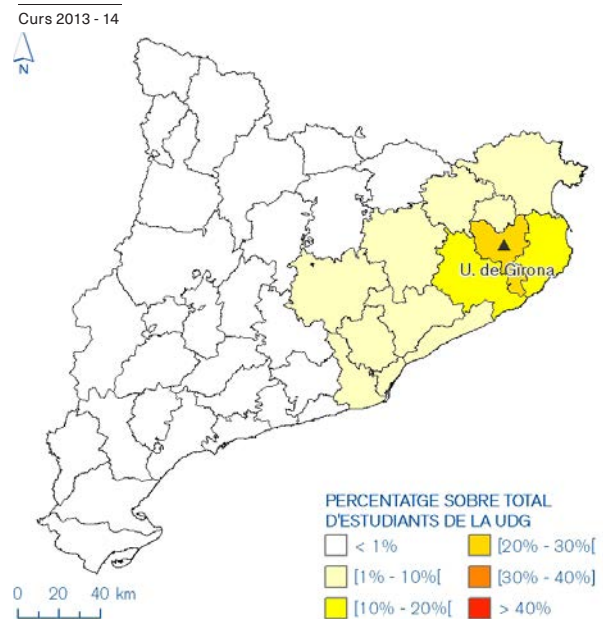 Curs 2013 - 14
N
U. de Girona
PERCENTATGE SOBRE TOTAL
D'ESTUDIANTS DE LA UDG
< 1%
[20% - 30%[
[1% - 10%[
[30% - 40%]
[10% - 20%[
> 40%
0 20 40 km